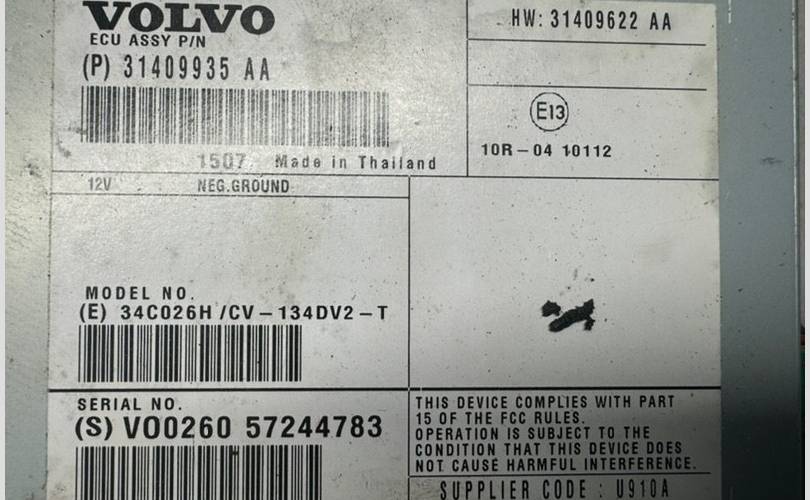 VOLVO
ECU ASSY P/N
(P) 31409935 AA
1507 Made in Thailand
HW: 31409622 AA
E13
10R-04 10112
12V NEG.GROUND
MODEL NO.
(E) 34C026H /CV-134DV2-T
SERIAL NO.
(S) V00260 57244783
THIS DEVICE COMPLIES WITH PART
15 OF THE FCC RULES.
OPERATION IS SUBJECT TO THE
CONDITION THAT THIS DEVICE DOES
NOT CAUSE HARMFUL INTERFERENCE.
SUPPLIER CODE : U910A